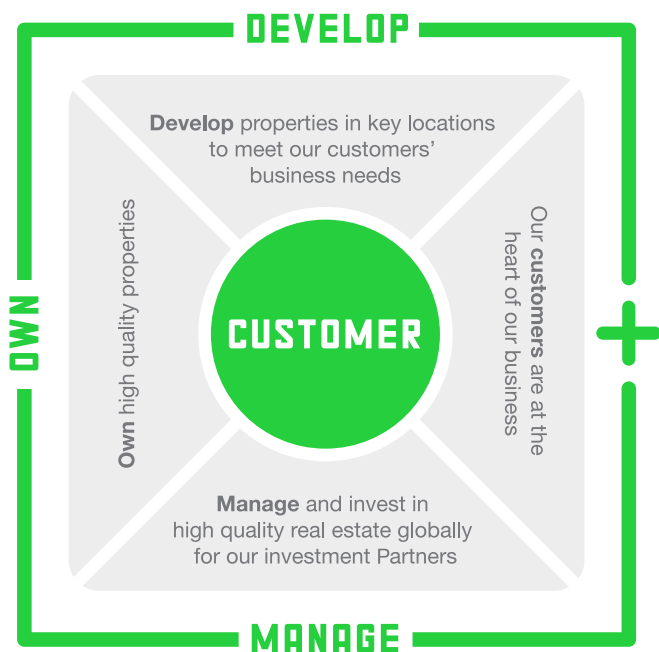 DEVELOP
Develop properties in key locations
to meet our customers'
business needs
OWN
Own high quality properties
CUSTOMER
Our customers are at the
heart of our business
+
Manage and invest in
high quality real estate globally
for our investment Partners
MANAGE